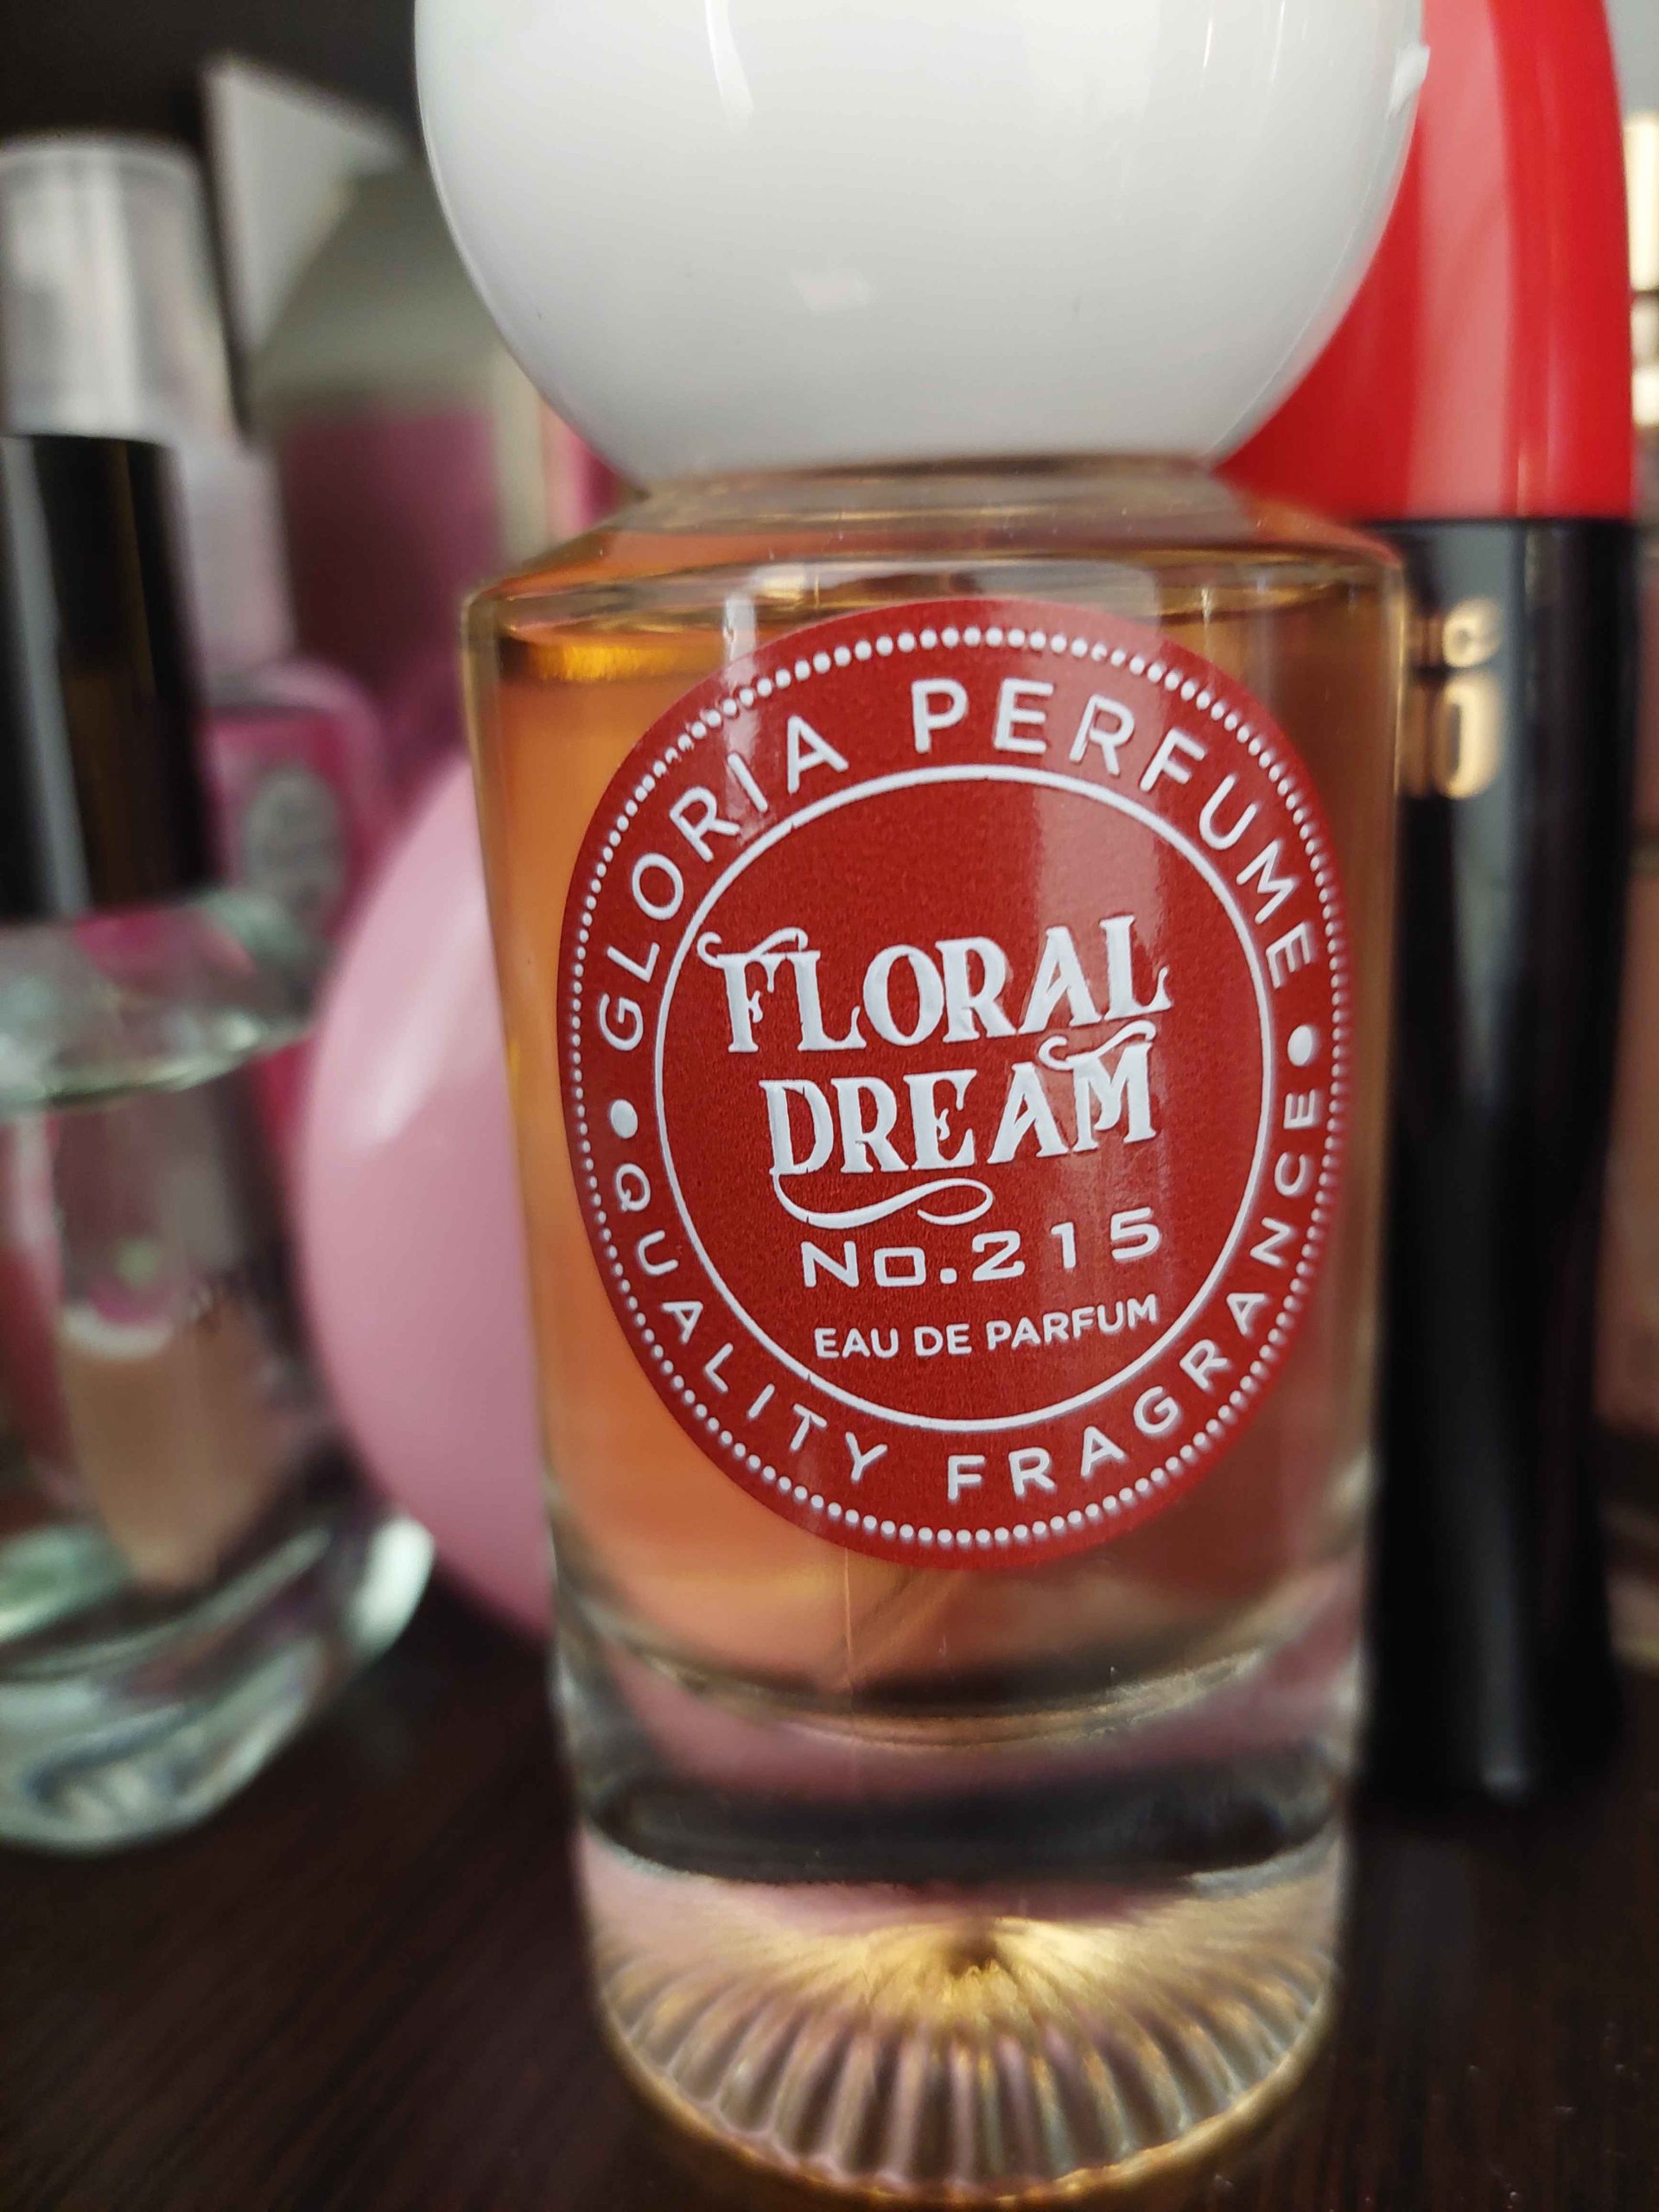 GLORIA PERFUME
FLORAL
DREAM
No.215
EAU DE PARFUM
QUALITY FRAGRANCE